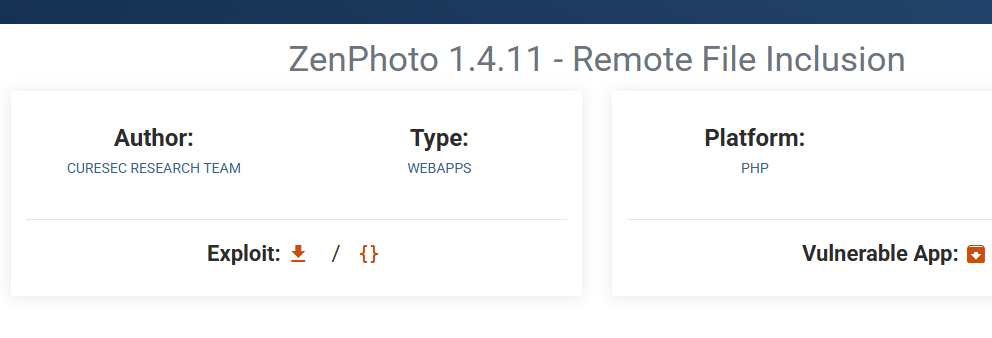 ZenPhoto 1.4.11 - Remote File Inclusion
Author:
CURESEC RESEARCH TEAM
Type:
WEBAPPS
Exploit: / {}
Platform:
PHP
Vulnerable App: